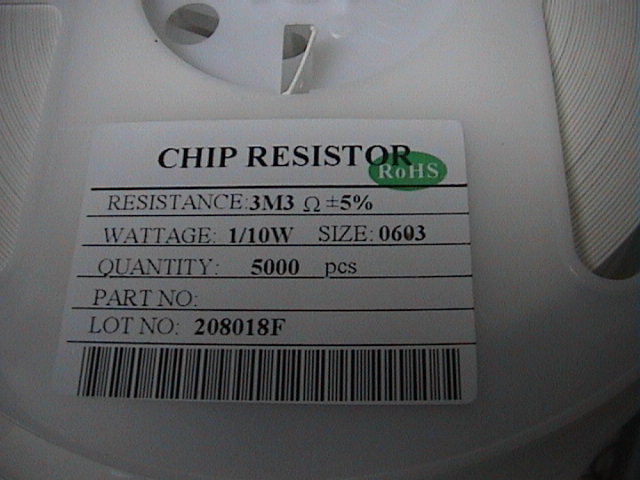 CHIP RESISTOR
RoHS
RESISTANCE: 3M3 Ω ±5%
WATTAGE: 1/10W SIZE: 0603
QUANTITY: 5000 pcs
PART NO:
LOT NO: 208018F